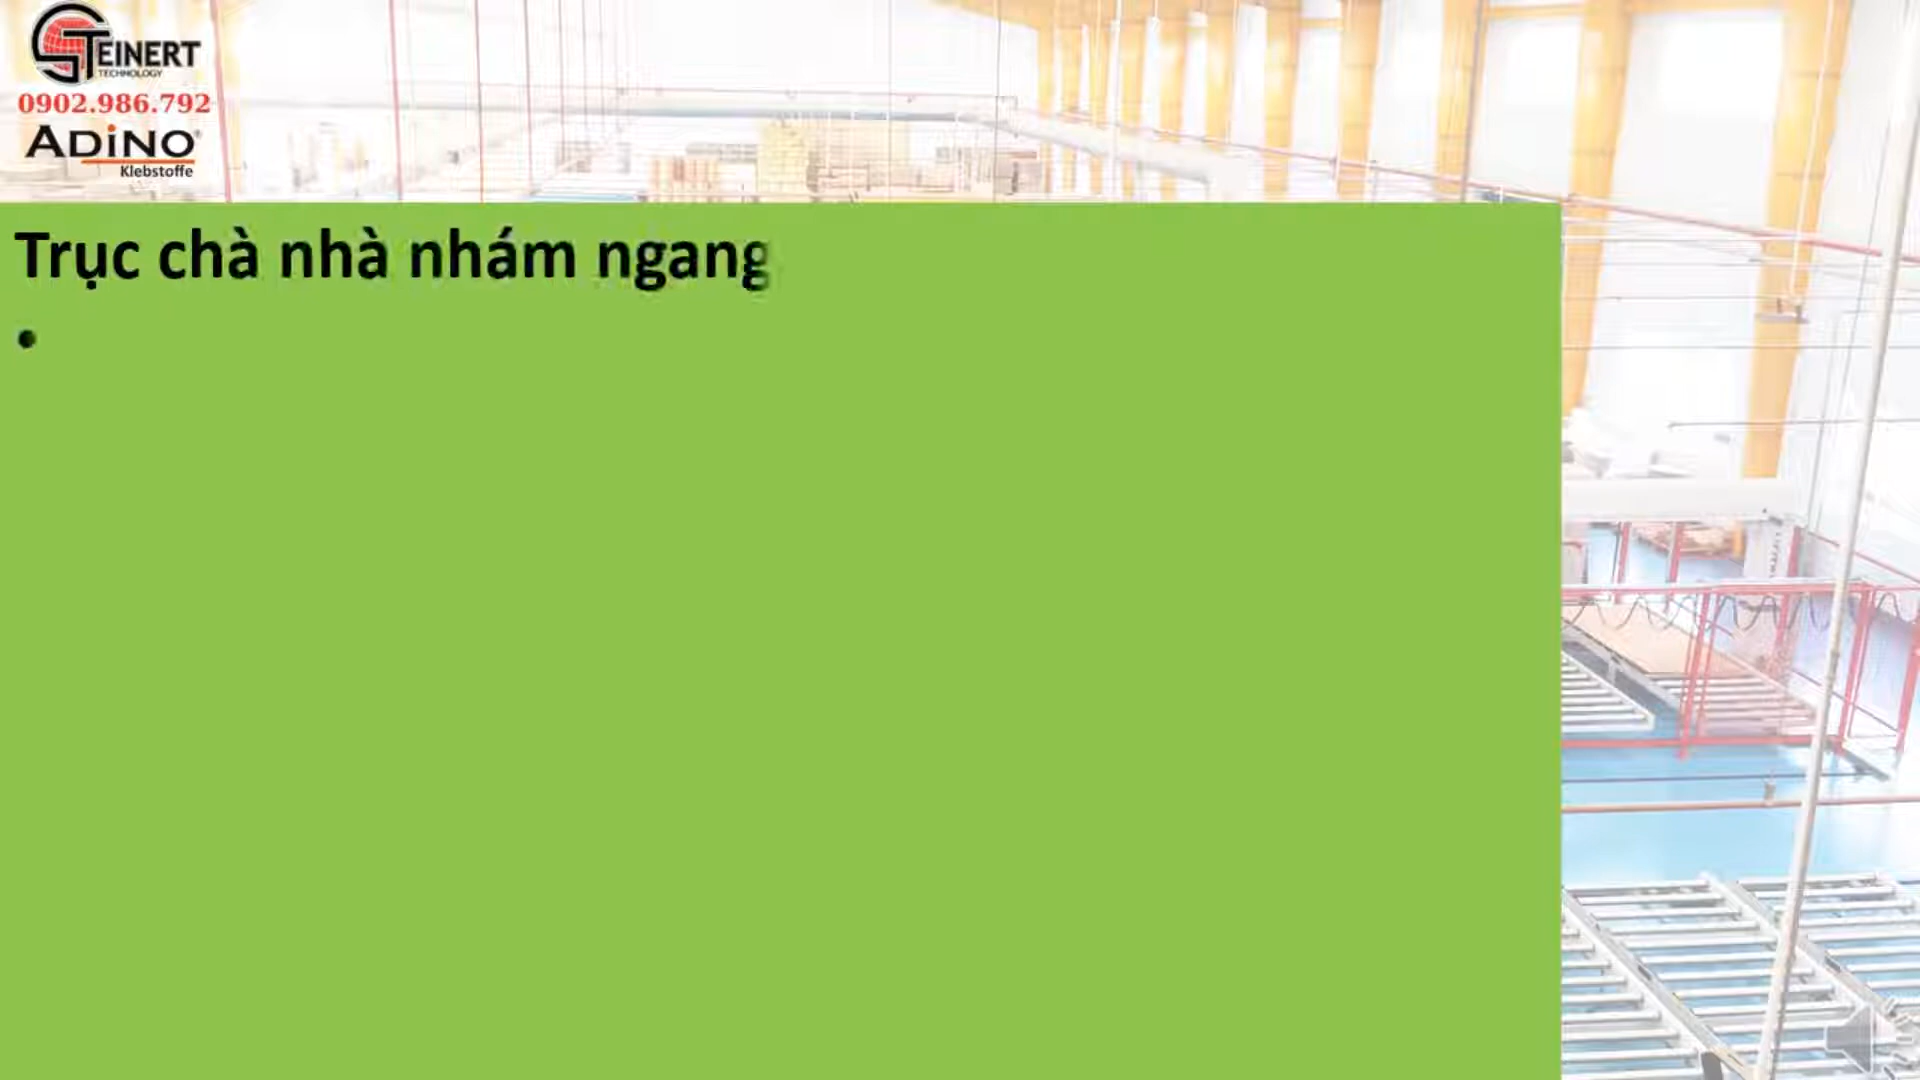 STEINERT
TECHNOLOGY
0902.986.792
ADiNO®
Klebstoffe
Trục chà nhà nhám ngang
•